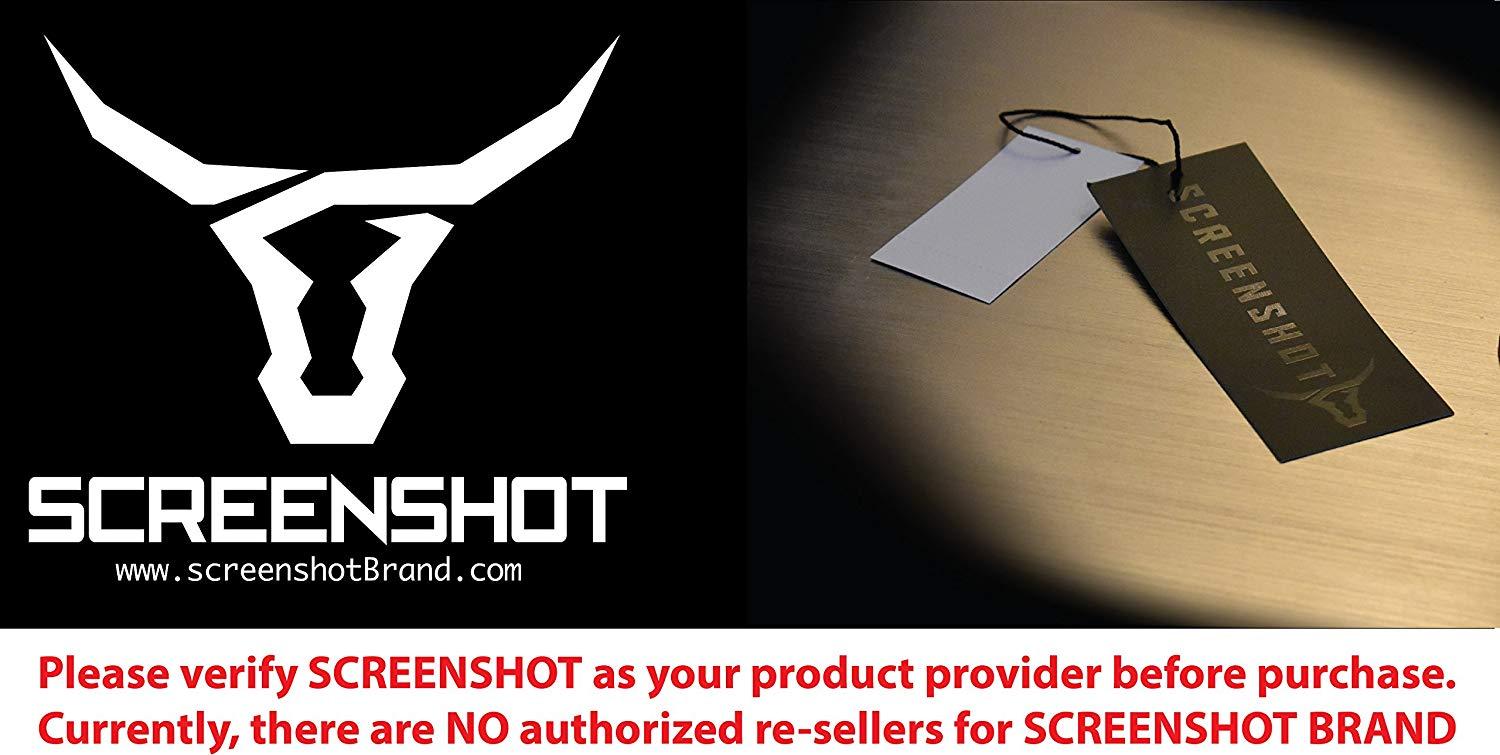 SCREENSHOT
www.screenshotBrand.com
SCREENSHOT
Please verify SCREENSHOT as your product provider before purchase.
Currently, there are NO authorized re-sellers for SCREENSHOT BRAND